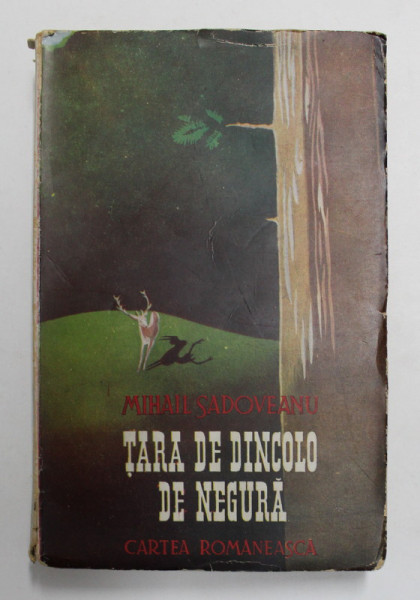 MIHAIL SADOVEANU
ȚARA DE DINCOLO
DE NEGURĂ
CARTEA ROMANEASCĂ